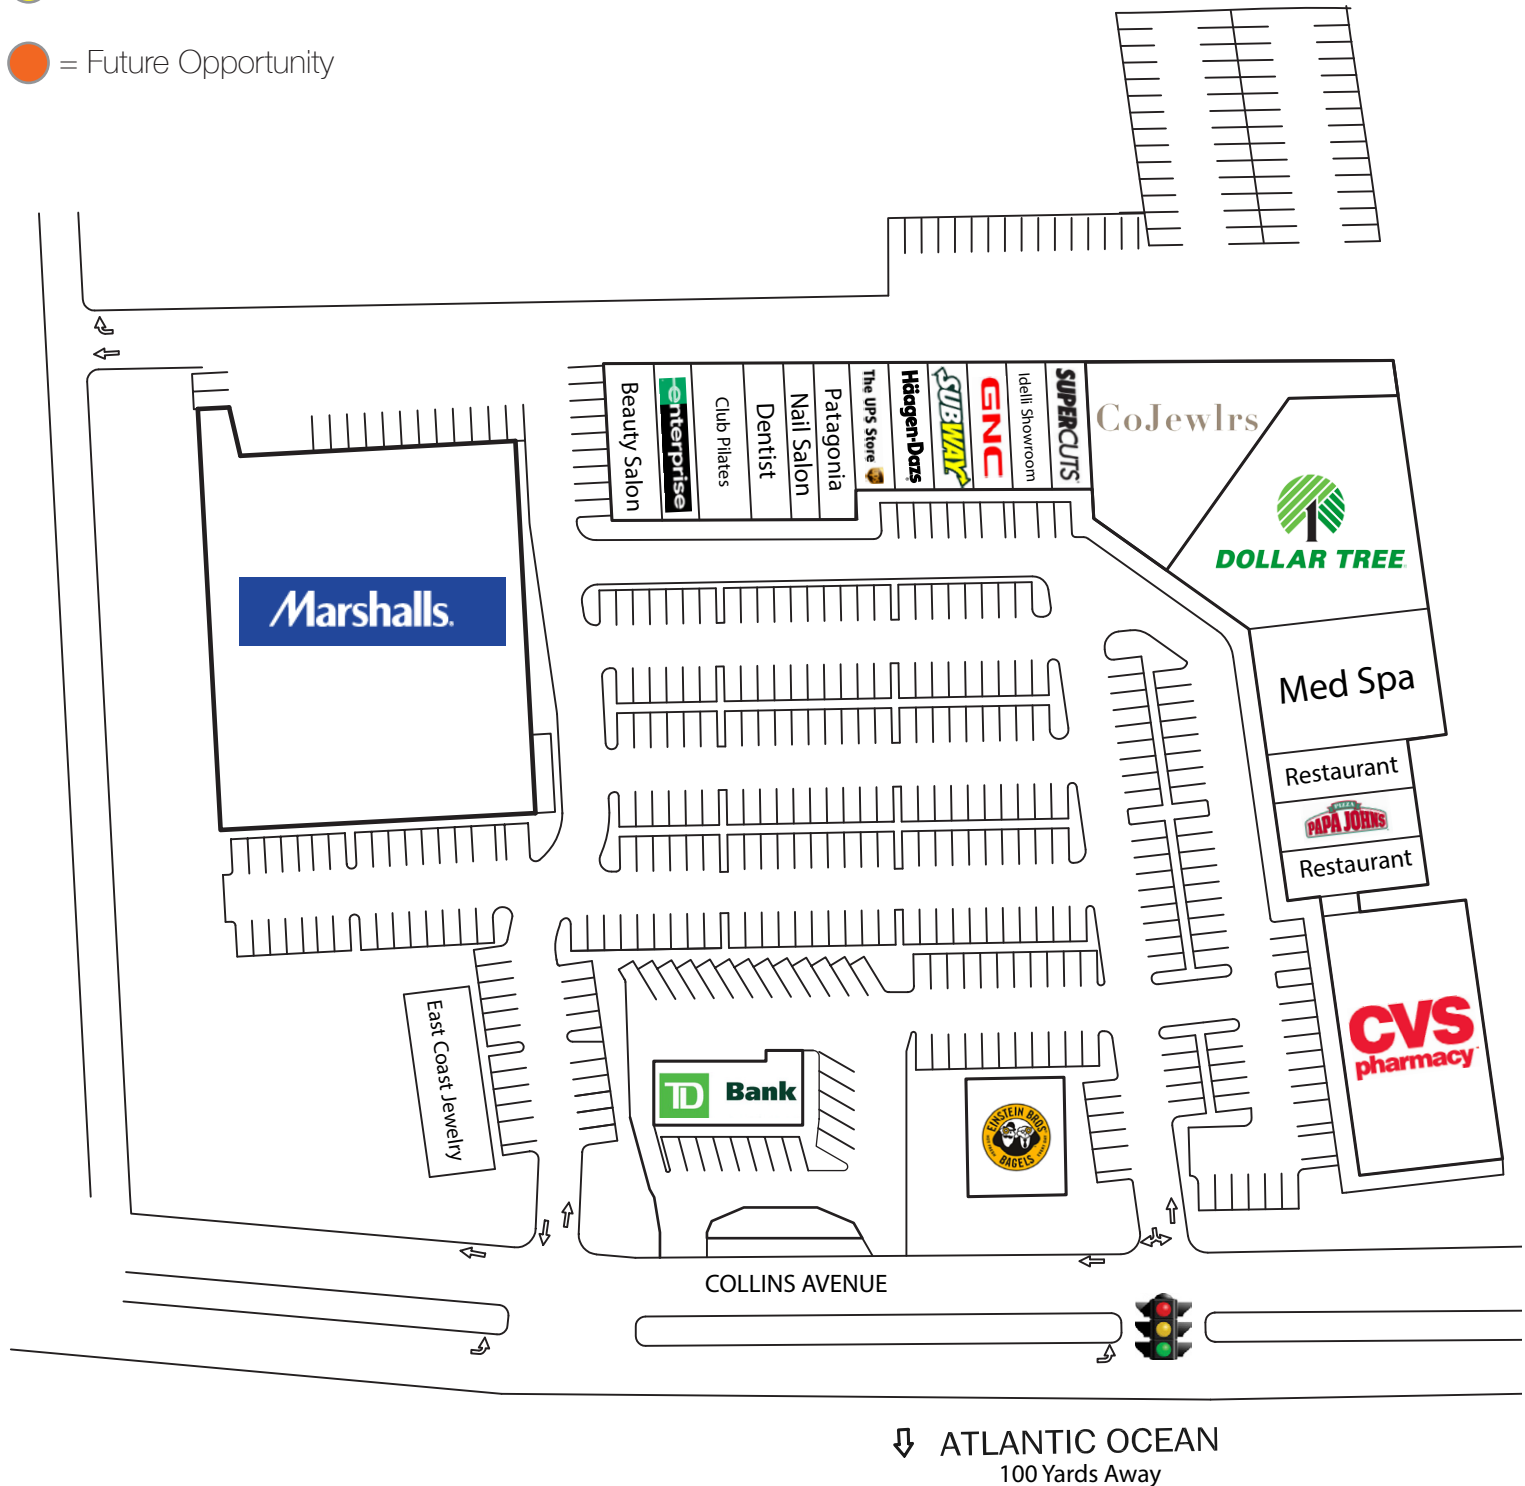 = Future Opportunity
Beauty Salon
enterprise
Club Pilates
Dentist
Nail Salon
Patagonia
The UPS Store
Häagen-Dazs
SUBWAY
GNC
Idelli Showroom
SUPERCUTS
CoJewlrs
DOLLAR TREE
Marshalls.
Med Spa
Restaurant
PIZZA
PAPA JOHNS
Restaurant
CVS
pharmacy
East Coast Jewelry
TD Bank
EINSTEIN BROS
BAGELS
COLLINS AVENUE
ATLANTIC OCEAN
100 Yards Away